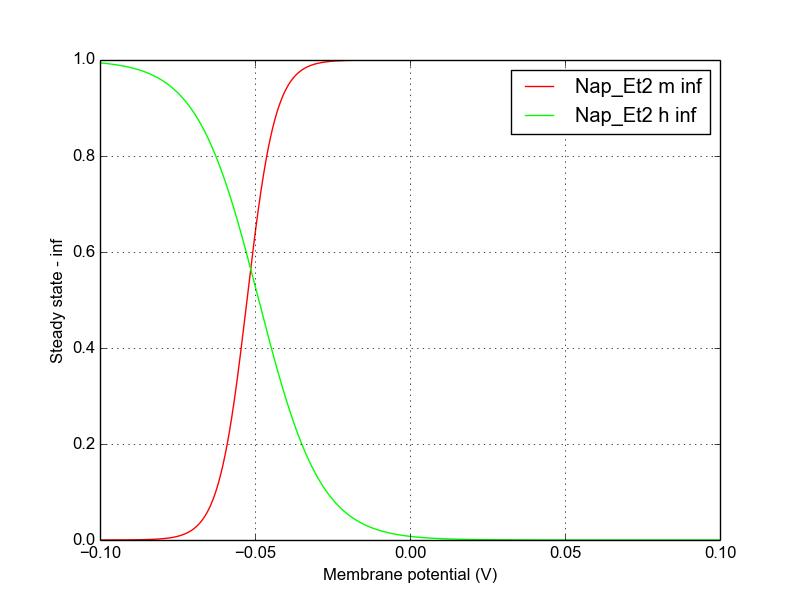 Nap_Et2 m inf
Nap_Et2 h inf
1.0
0.8
0.6
0.4
0.2
0.0
Steady state - inf
−0.10 −0.05 0.00 0.05 0.10
Membrane potential (V)